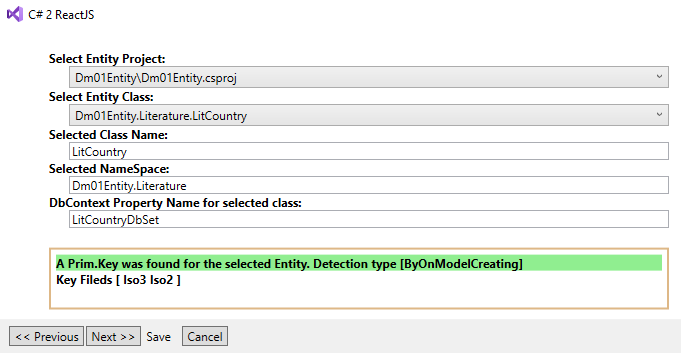 C# 2 ReactJS
Select Entity Project:
Dm01Entity\Dm01Entity.csproj
Select Entity Class:
Dm01Entity.Literature.LitCountry
Selected Class Name:
LitCountry
Selected NameSpace:
Dm01Entity.Literature
DbContext Property Name for selected class:
LitCountryDbSet
A Prim.Key was found for the selected Entity. Detection type [ByOnModelCreating]
Key Fileds [ Iso3 Iso2 ]
<< Previous Next >> Save Cancel